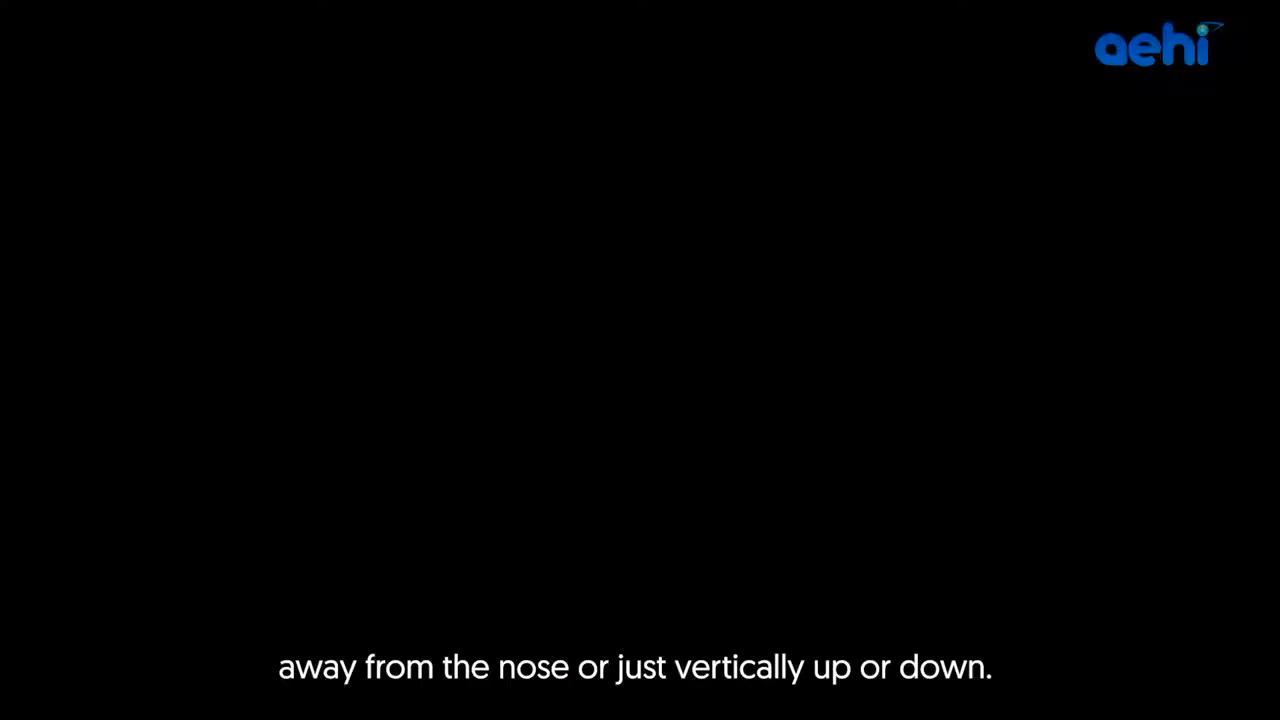 aehi
away from the nose or just vertically up or down.